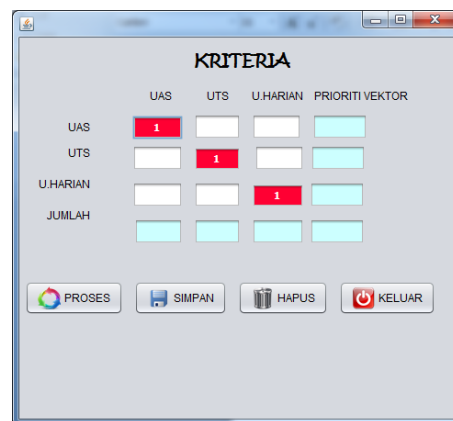 KRITERIA
UAS UTS U.HARIAN PRIORITI VEKTOR
UAS 1
UTS 1
U.HARIAN 1
JUMLAH
PROSES SIMPAN HAPUS KELUAR